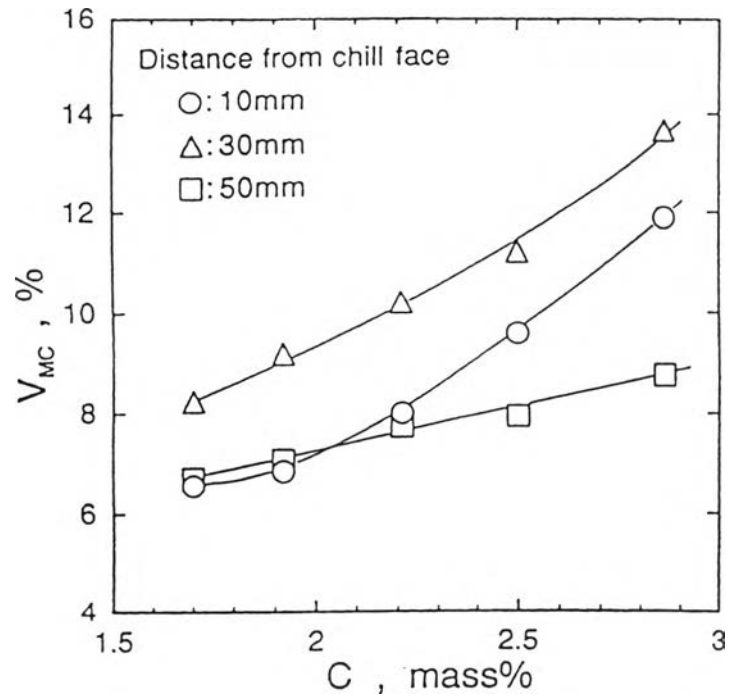 16
14
12
10
8
6
4
V_MC , %
Distance from chill face
○: 10mm
△: 30mm
□: 50mm
1.5 2 2.5 3
C , mass%